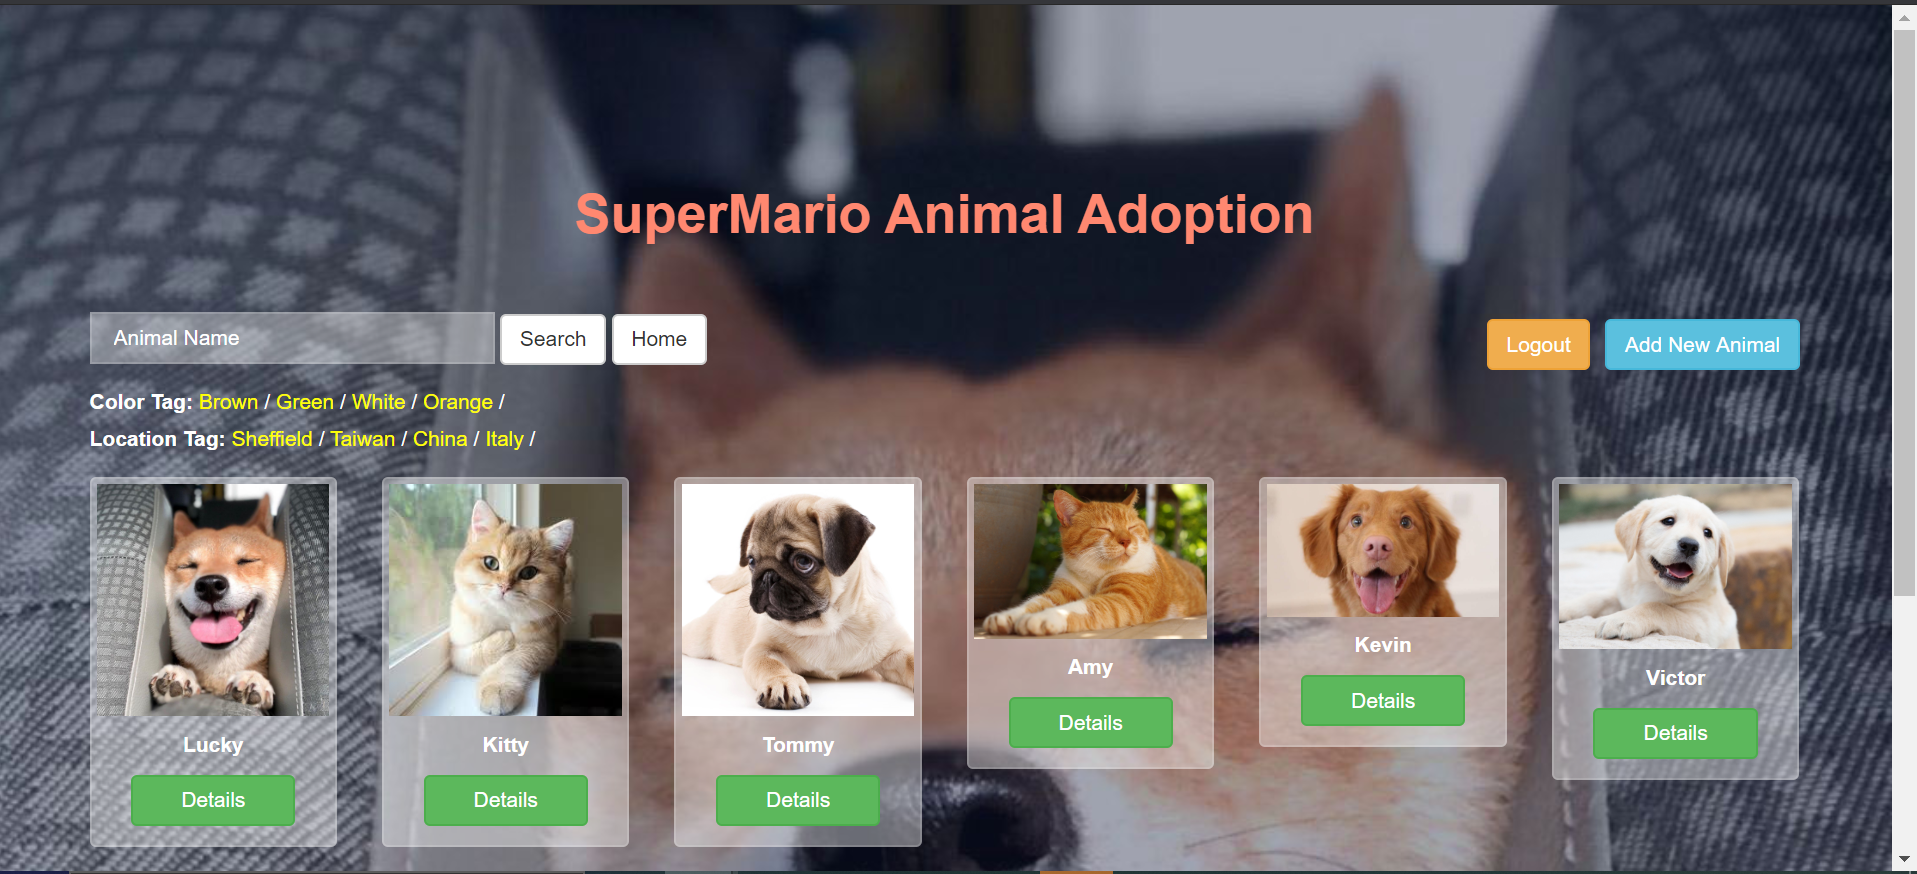 SuperMario Animal Adoption
Animal Name Search Home Logout Add New Animal
Color Tag: Brown / Green / White / Orange /
Location Tag: Sheffield / Taiwan / China / Italy /
Lucky
Details
Kitty
Details
Tommy
Details
Amy
Details
Kevin
Details
Victor
Details